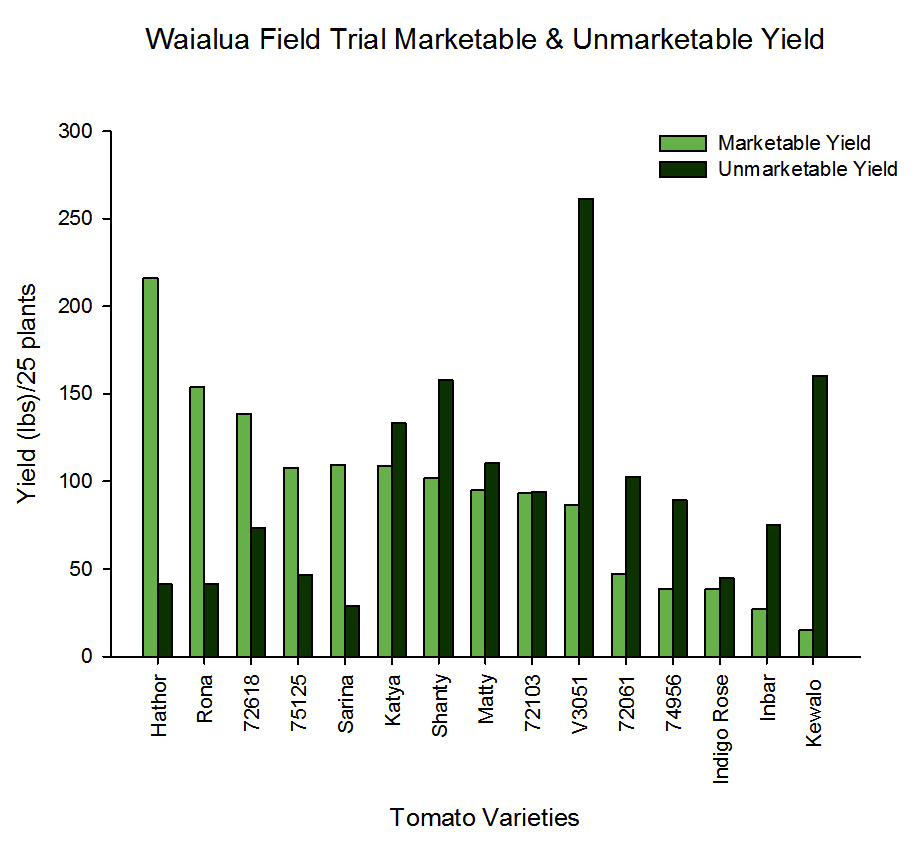 Waialua Field Trial Marketable & Unmarketable Yield
Marketable Yield
Unmarketable Yield
Yield (lbs)/25 plants
300
250
200
150
100
50
0
Hathor
Rona
72618
75125
Sarina
Katya
Shanty
Matty
72103
V3051
72061
74956
Indigo Rose
Inbar
Kewalo
Tomato Varieties